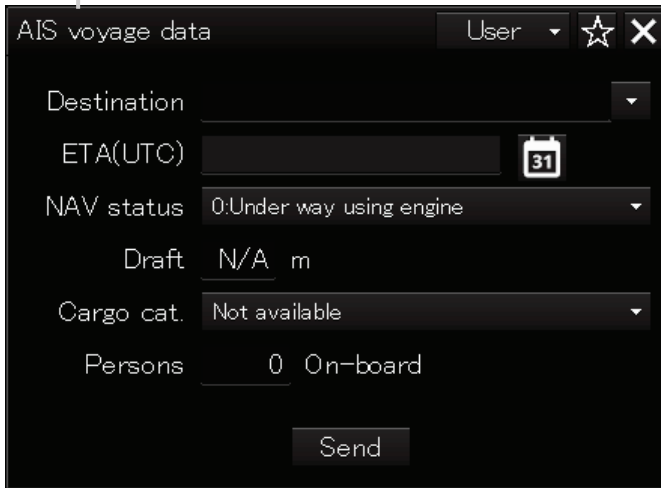 AIS voyage data User
Destination
ETA(UTC) 31
NAV status 0:Under way using engine
Draft N/A m
Cargo cat. Not available
Persons 0 On-board
Send